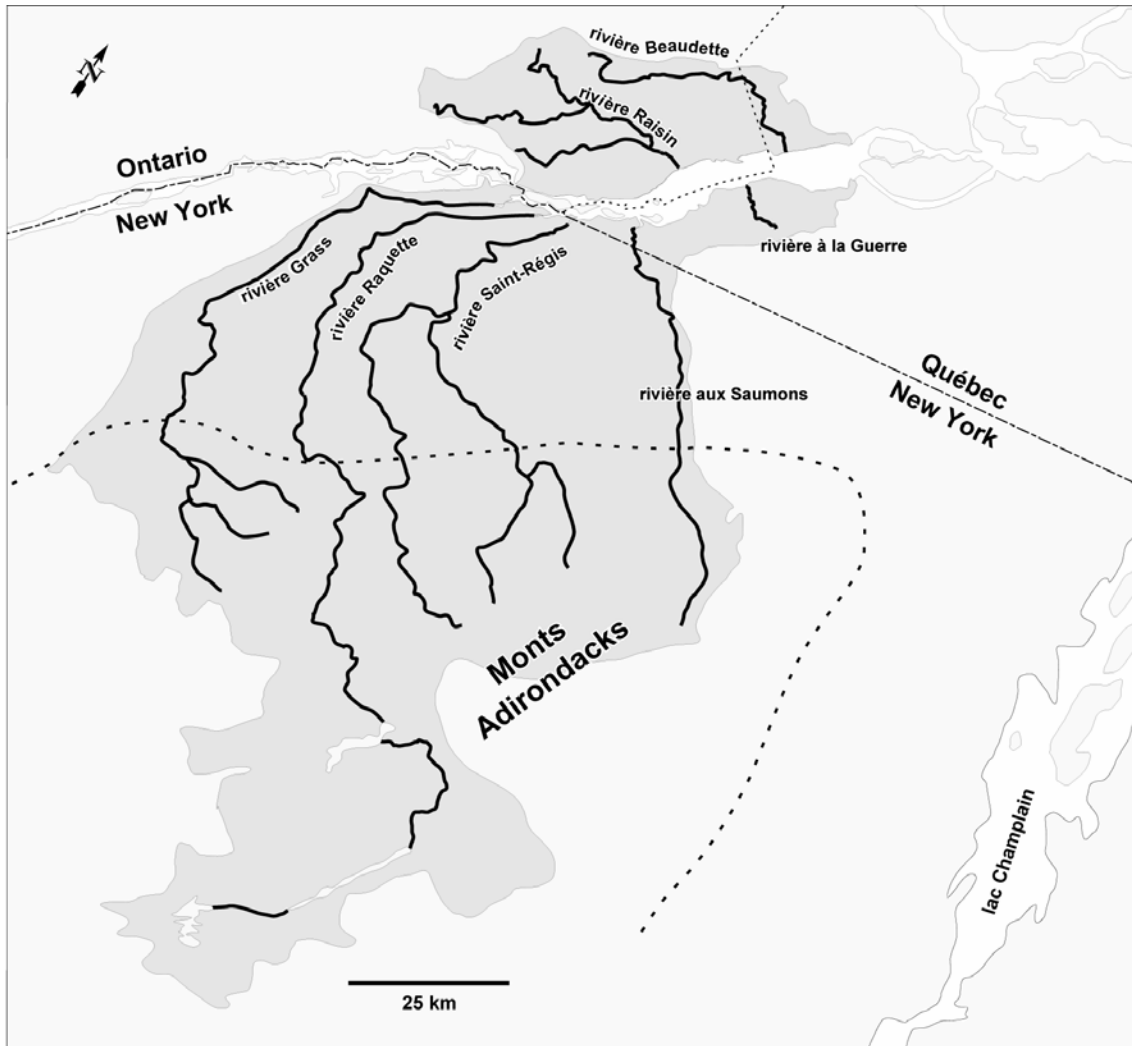 N
rivière Beaudette
rivière Raisin
Ontario
New York
rivière Grass
rivière Raquette
rivière Saint-Régis
rivière à la Guerre
rivière aux Saumons
Québec
New York
Monts
Adirondacks
lac Champlain
25 km